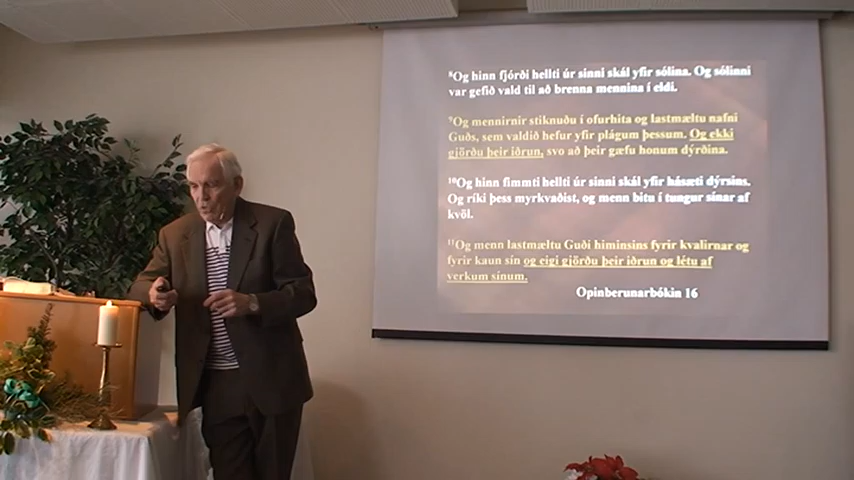 ⁸Og hinn fjórði hellti úr sinni skál yfir sólina. Og sólinni
var gefið vald til að brenna mennina í eldi.
⁹Og mennirnir stiknuðu í ofurhita og lastmæltu nafni
Guðs, sem valdið hefur yfir plágum þessum. Og ekki
gjörðu þeir iðrun, svo að þeir gæfu honum dýrðina.
¹⁰Og hinn fimmti hellti úr sinni skál yfir hásæti dýrsins.
Og ríki þess myrkvaðist, og menn bitu í tungur sínar af
kvöl.
¹¹Og menn lastmæltu Guði himinsins fyrir kvalirnar og
fyrir kaun sín og eigi gjörðu þeir iðrun og létu af
verkum sínum.
Opinberunarbókin 16